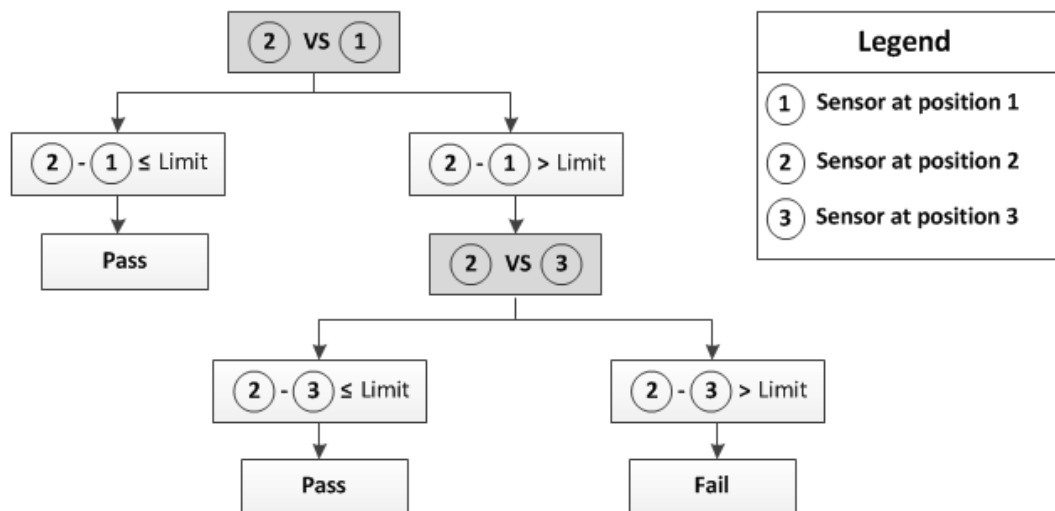 2 VS 1
2 - 1 ≤ Limit
2 - 1 > Limit
Pass
2 VS 3
2 - 3 ≤ Limit
2 - 3 > Limit
Pass
Fail
Legend
1 Sensor at position 1
2 Sensor at position 2
3 Sensor at position 3